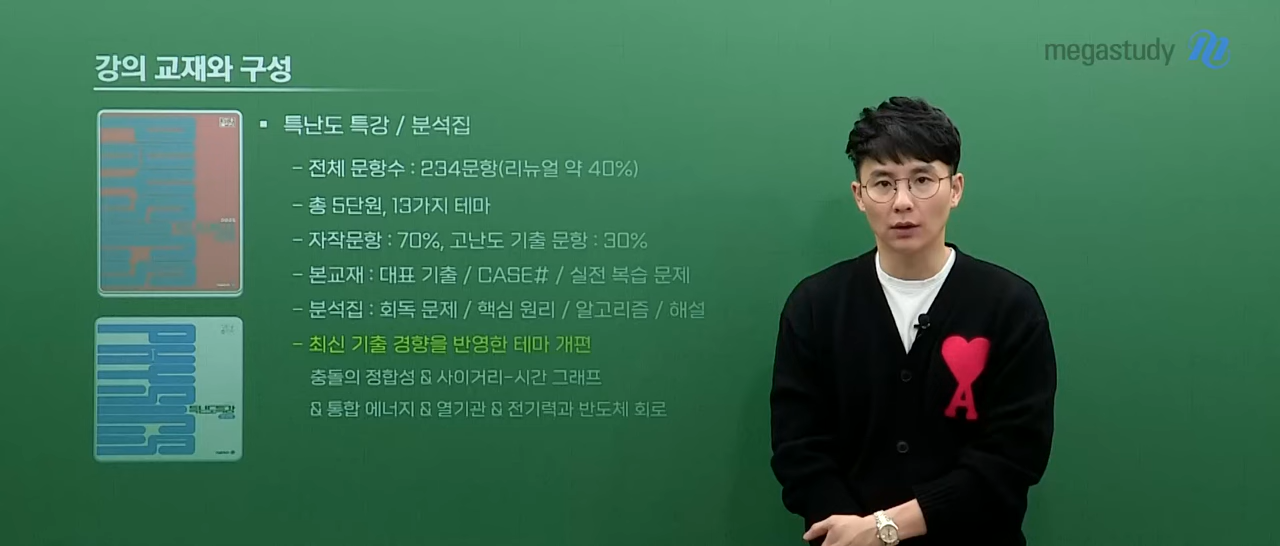 강의 교재와 구성
megastudy
▪ 특난도 특강 / 분석집
- 전체 문항수 : 234문항(리뉴얼 약 40%)
- 총 5단원, 13가지 테마
- 자작문항 : 70%, 고난도 기출 문항 : 30%
- 본교재 : 대표 기출 / CASE# / 실전 복습 문제
- 분석집 : 회독 문제 / 핵심 원리 / 알고리즘 / 해설
- 최신 기출 경향을 반영한 테마 개편
충돌의 정합성 & 사이거리-시간 그래프
& 통합 에너지 & 열기관 & 전기력과 반도체 회로
특난도특강
A